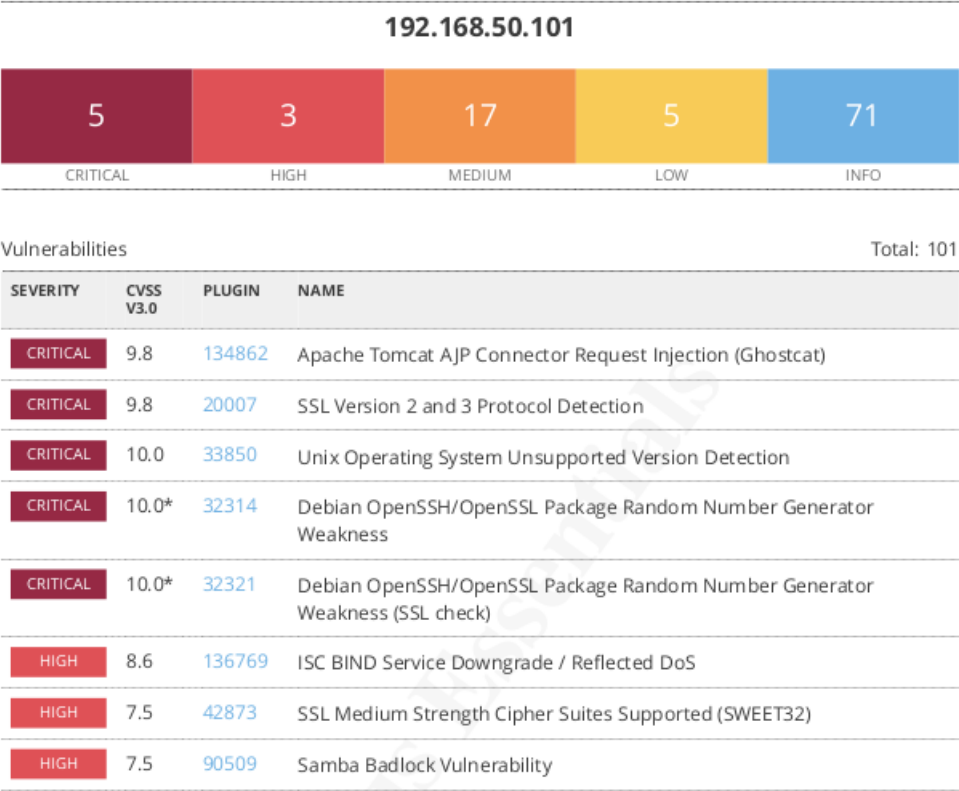 192.168.50.101
5 3 17 5 71
CRITICAL HIGH MEDIUM LOW INFO
Vulnerabilities Total: 101
SEVERITY CVSS V3.0 PLUGIN NAME
CRITICAL 9.8 134862 Apache Tomcat AJP Connector Request Injection (Ghostcat)
CRITICAL 9.8 20007 SSL Version 2 and 3 Protocol Detection
CRITICAL 10.0 33850 Unix Operating System Unsupported Version Detection
CRITICAL 10.0* 32314 Debian OpenSSH/OpenSSL Package Random Number Generator
Weakness
CRITICAL 10.0* 32321 Debian OpenSSH/OpenSSL Package Random Number Generator
Weakness (SSL check)
HIGH 8.6 136769 ISC BIND Service Downgrade / Reflected DoS
HIGH 7.5 42873 SSL Medium Strength Cipher Suites Supported (SWEET32)
HIGH 7.5 90509 Samba Badlock Vulnerability
Essentials